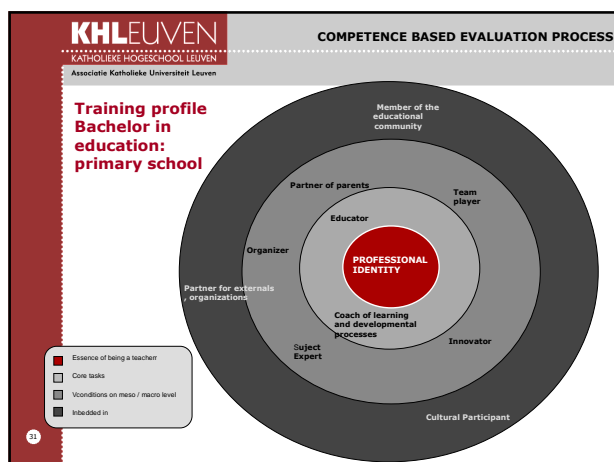 KHLEUVEN
KATHOLIEKE HOGESCHOOL LEUVEN
Associatie Katholieke Universiteit Leuven
COMPETENCE BASED EVALUATION PROCESS
Training profile
Bachelor in
education:
primary school
Member of the
educational
community
Partner of parents
Team
player
Educator
Organizer
PROFESSIONAL
IDENTITY
Partner for externals
, organizations
Coach of learning
and developmental
processes
Suject
Expert
Innovator
Cultural Participant
Essence of being a teacherr
Core tasks
Vconditions on meso / macro level
Inbedded in
31